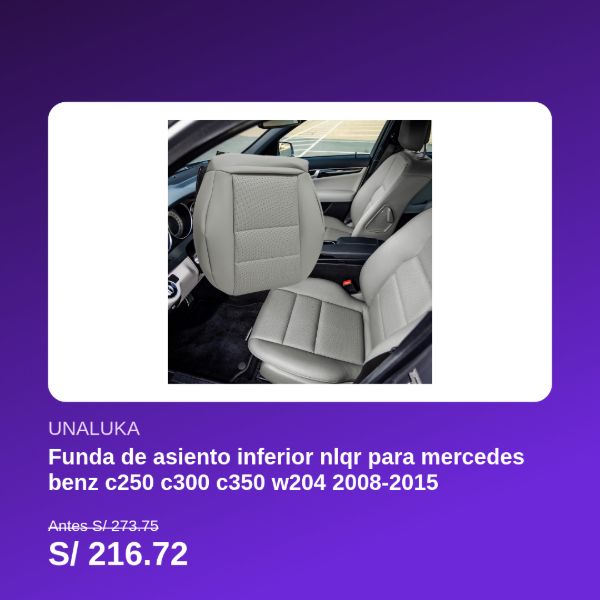 UNALUKA
Funda de asiento inferior nlqr para mercedes
benz c250 c300 c350 w204 2008-2015
Antes S/ 273.75
S/ 216.72